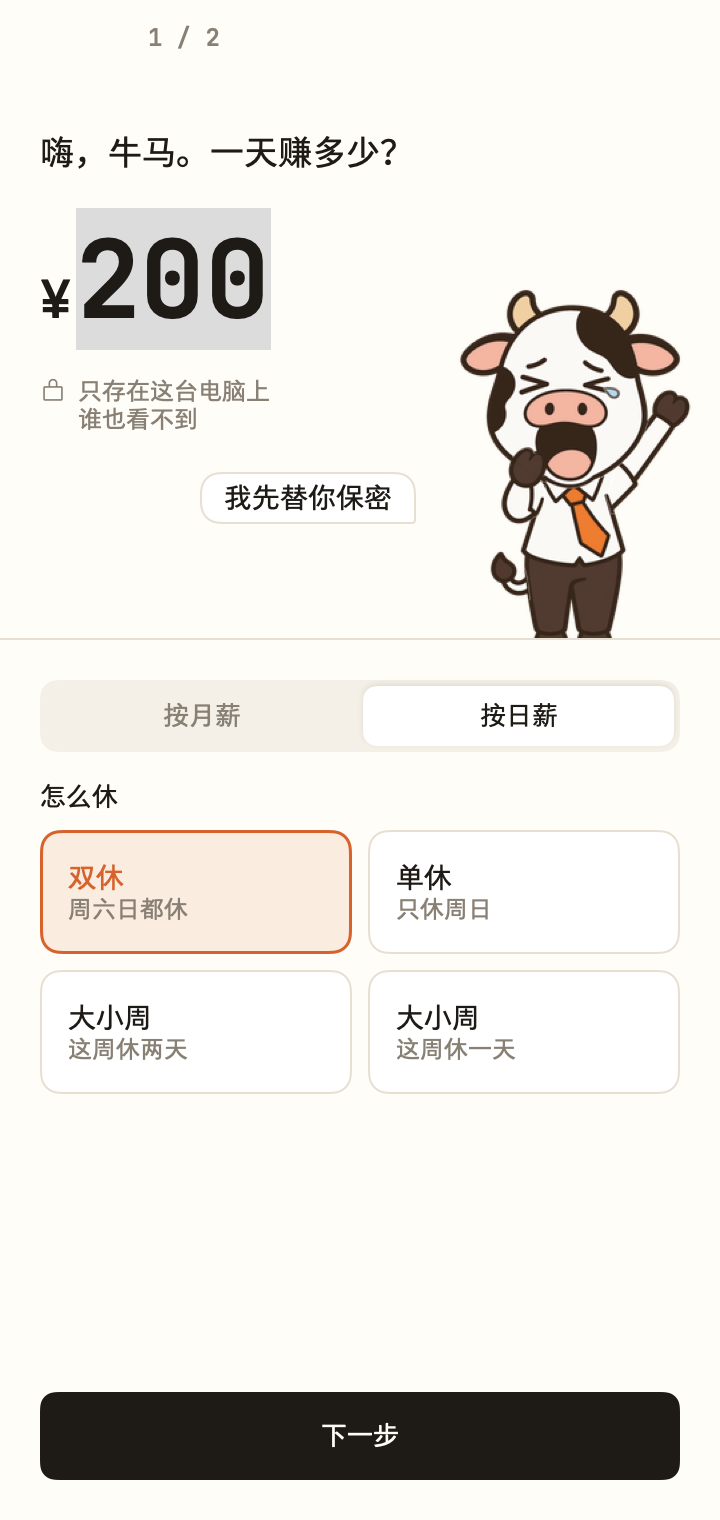 1 / 2
嗨，牛马。一天赚多少？
¥200
只存在这台电脑上
谁也看不到
我先替你保密
按月薪
按日薪
怎么休
双休
周六日都休
单休
只休周日
大小周
这周休两天
大小周
这周休一天
下一步